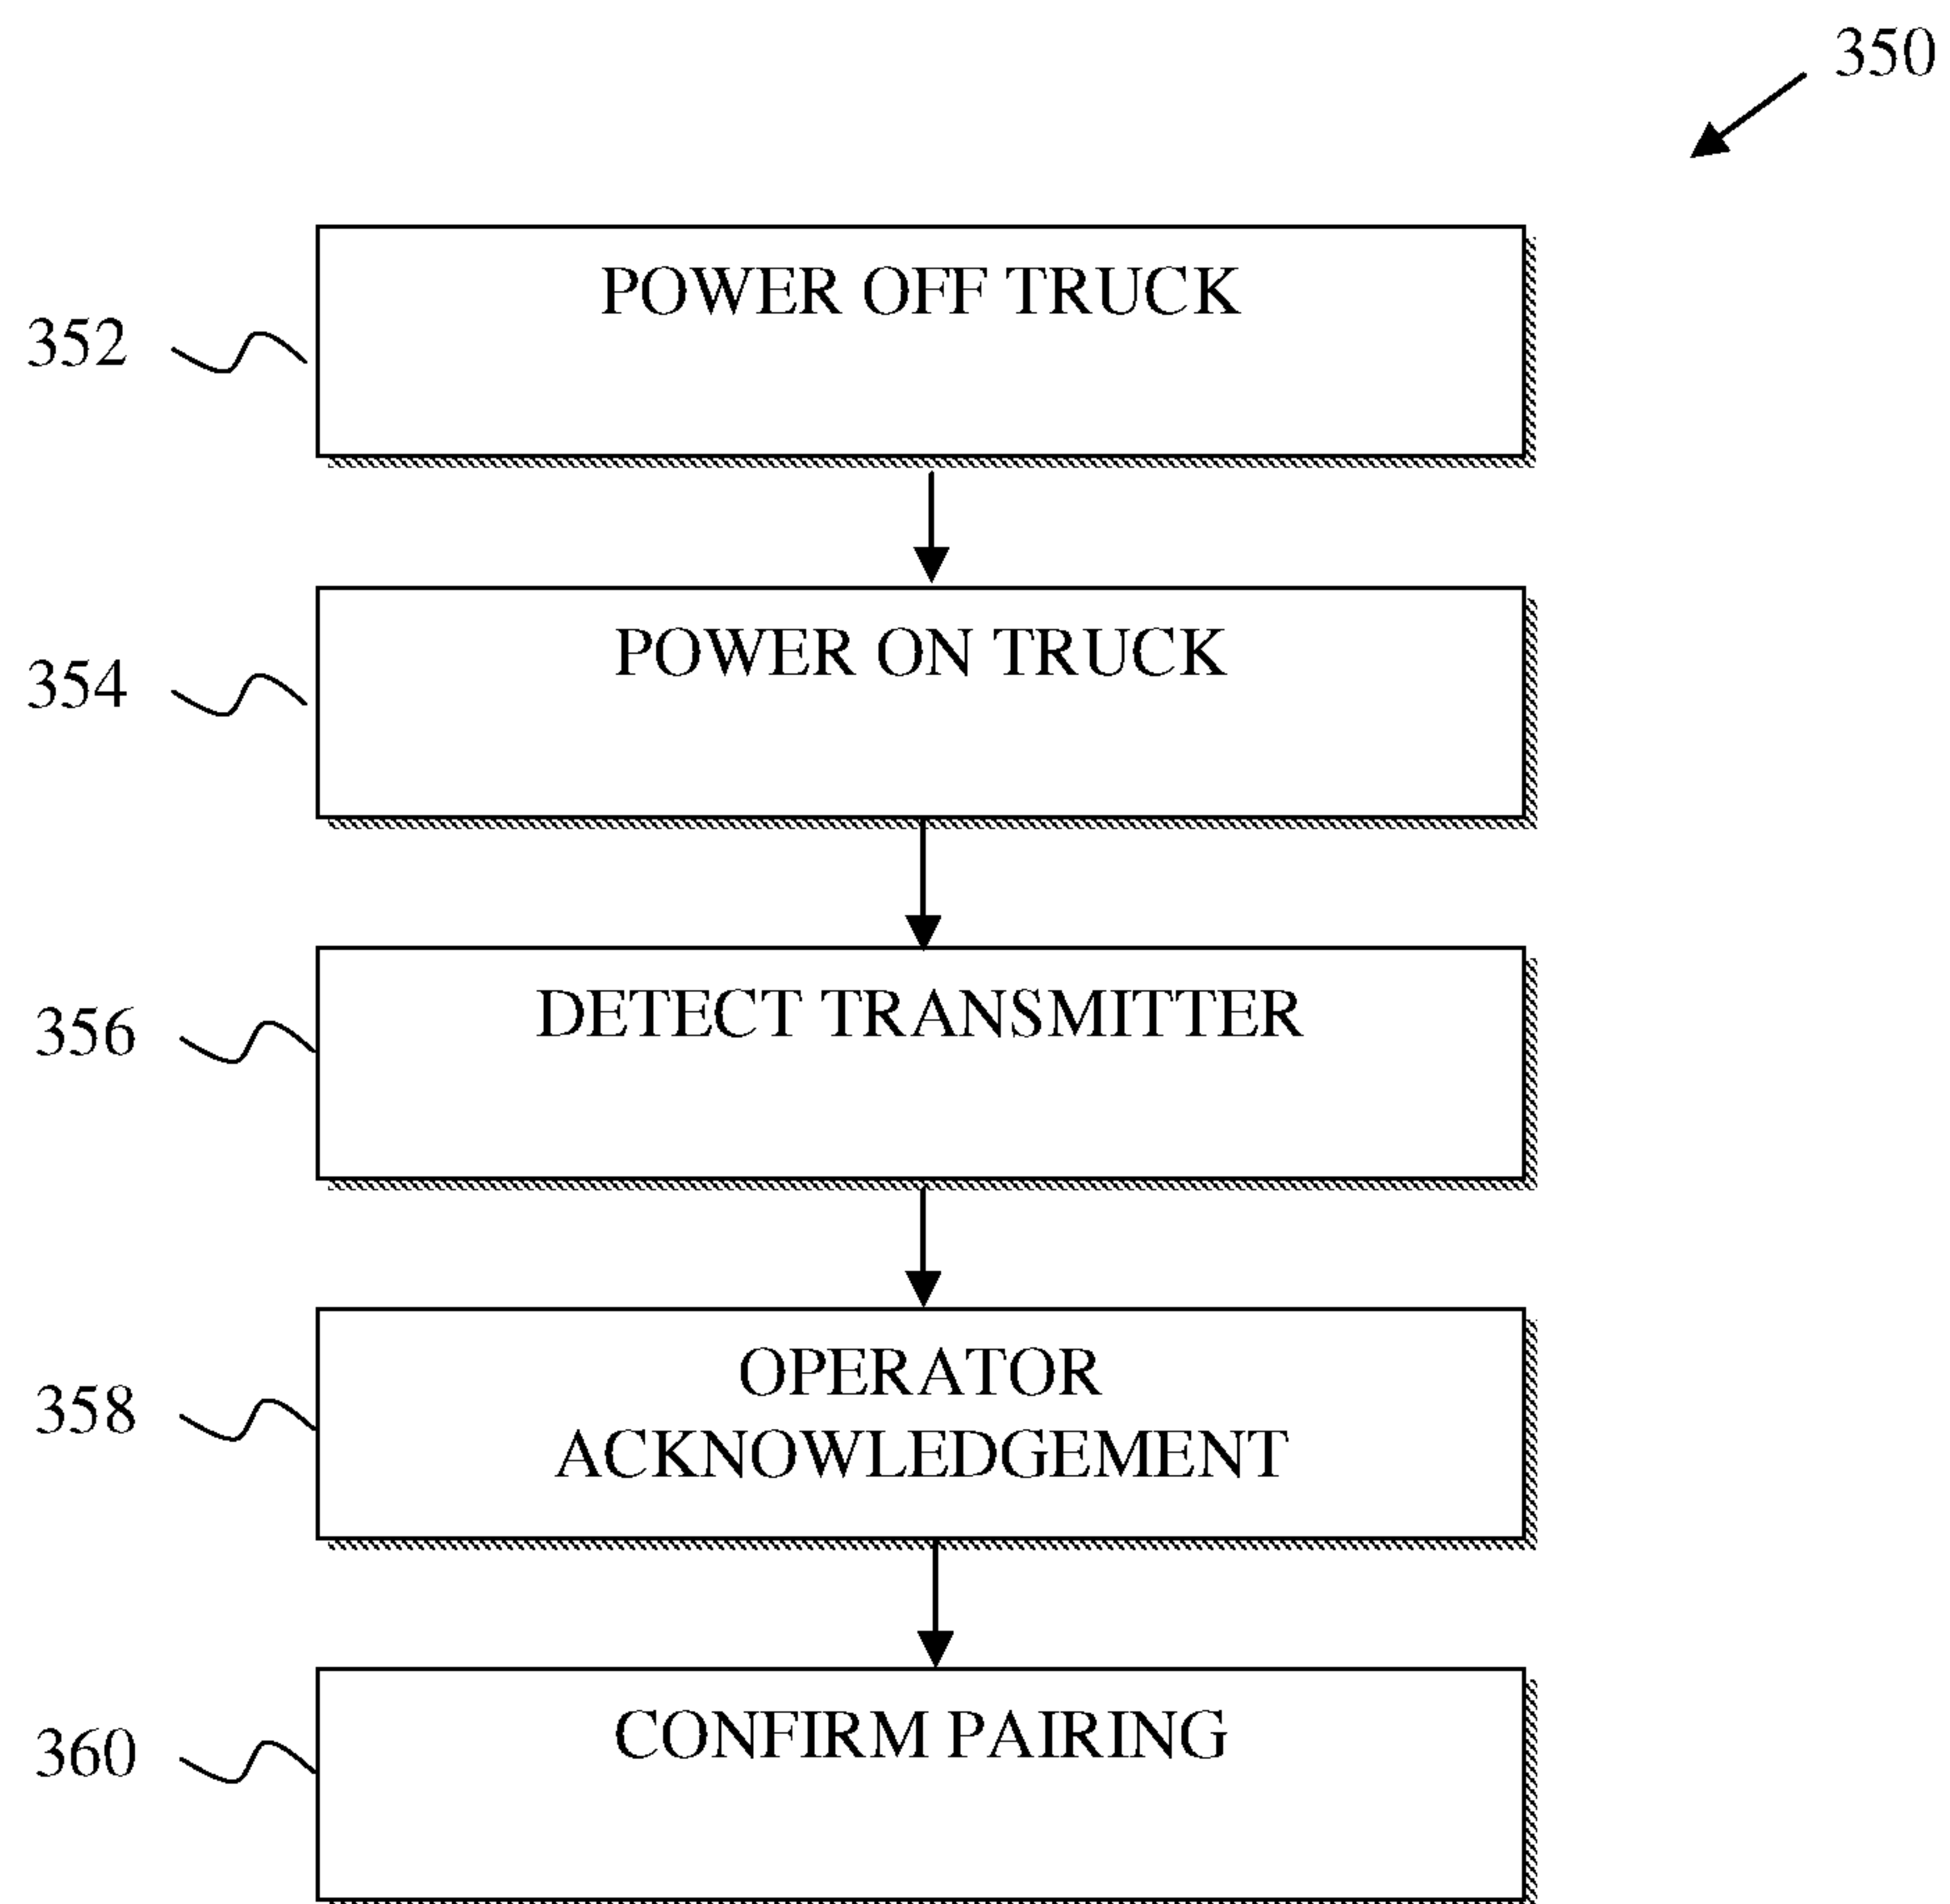 350
POWER OFF TRUCK
352
POWER ON TRUCK
354
DETECT TRANSMITTER
356
OPERATOR
ACKNOWLEDGEMENT
358
CONFIRM PAIRING
360